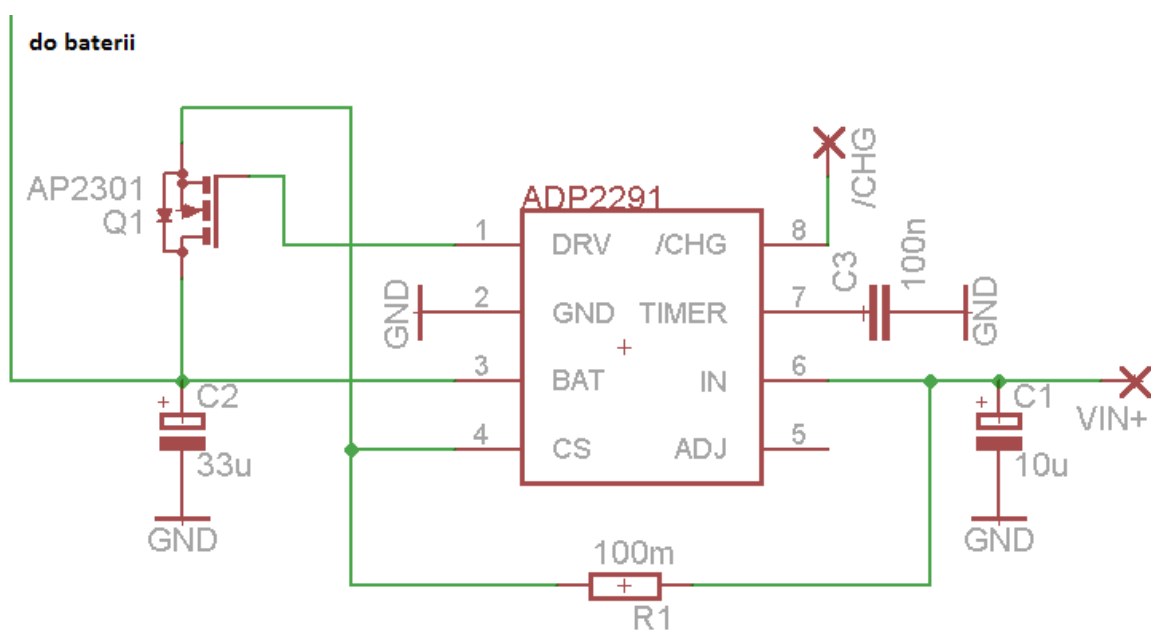 do baterii
AP2301
Q1
ADP2291
/CHG
1
DRV
/CHG
8
GND
2
GND
TIMER
7
C3
100n
GND
3
BAT
IN
6
C2
+
33u
GND
4
CS
ADJ
5
C1
+
10u
VIN+
GND
100m
R1